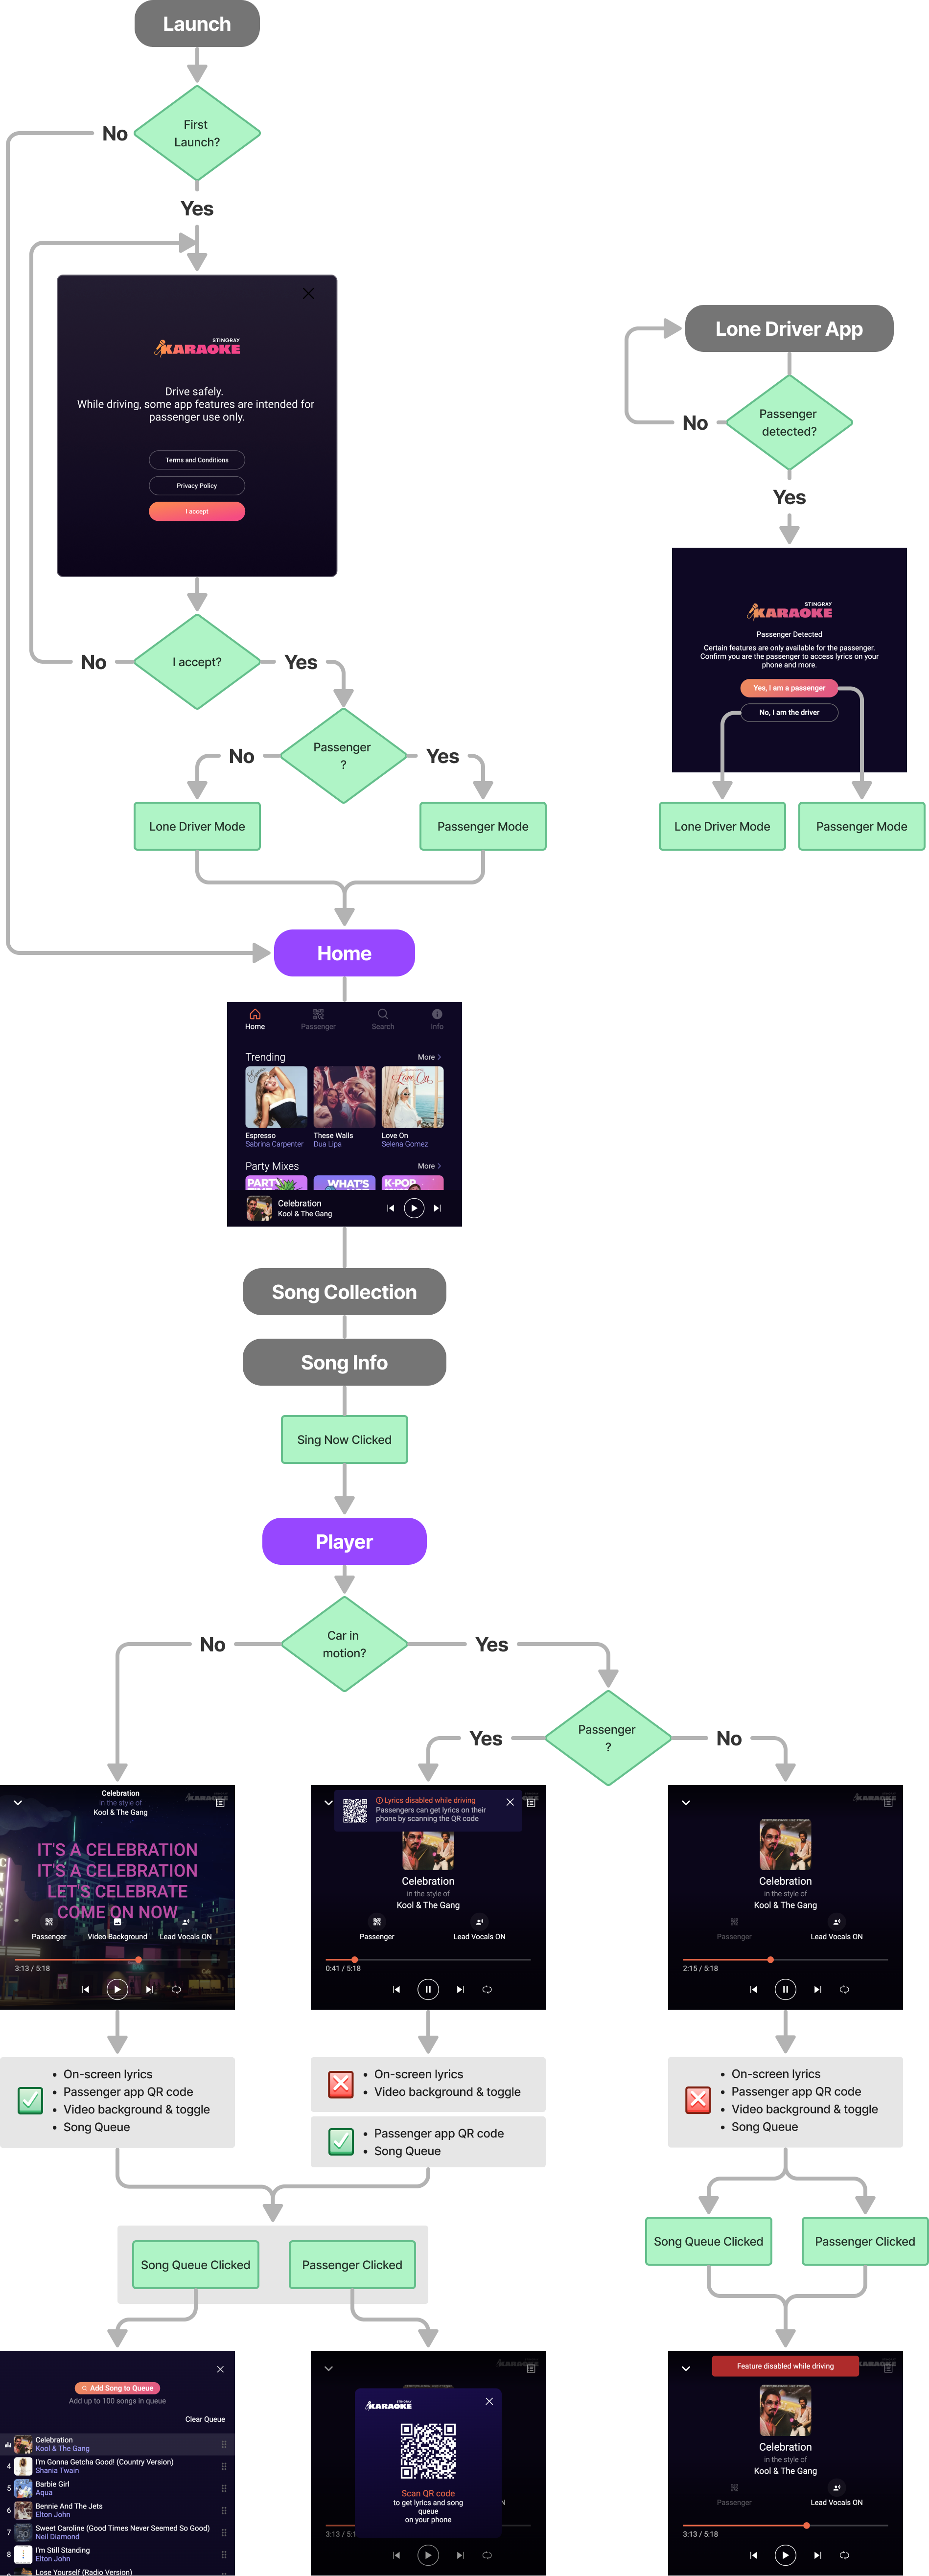 Launch
First
Launch?
No
Yes
STINGRAY
KARAOKE
Drive safely.
While driving, some app features are intended for
passenger use only.
Terms and Conditions
Privacy Policy
I accept
I accept?
No
Yes
Passenger
?
No
Yes
Lone Driver Mode
Passenger Mode
Lone Driver App
Passenger
detected?
No
Yes
STINGRAY
KARAOKE
Passenger Detected
Certain features are only available for the passenger.
Confirm you are the passenger to access lyrics on your
phone and more.
Yes, I am a passenger
No, I am the driver
Lone Driver Mode
Passenger Mode
Home
Home
Passenger
Search
Info
Trending
More
Espresso
Sabrina Carpenter
These Walls
Dua Lipa
Love On
Selena Gomez
Party Mixes
More
PARTY
WHAT'S
K-POP
Celebration
Kool & The Gang
Song Collection
Song Info
Sing Now Clicked
Player
Car in
motion?
No
Yes
Passenger
?
Yes
No
Celebration
in the style of
Kool & The Gang
KARAOKE
IT'S A CELEBRATION
IT'S A CELEBRATION
LET'S CELEBRATE
COME ON NOW
Passenger
Video Background
Lead Vocals ON
3:13 / 5:18
Lyrics disabled while driving
Passengers can get lyrics on their
phone by scanning the QR code
Celebration
in the style of
Kool & The Gang
Passenger
Lead Vocals ON
0:41 / 5:18
KARAOKE
Celebration
in the style of
Kool & The Gang
Passenger
Lead Vocals ON
2:15 / 5:18
• On-screen lyrics
• Passenger app QR code
• Video background & toggle
• Song Queue
• On-screen lyrics
• Video background & toggle
• Passenger app QR code
• Song Queue
• On-screen lyrics
• Passenger app QR code
• Video background & toggle
• Song Queue
Song Queue Clicked
Passenger Clicked
Song Queue Clicked
Passenger Clicked
Add Song to Queue
Add up to 100 songs in queue
Clear Queue
Celebration
Kool & The Gang
4
I'm Gonna Getcha Good! (Country Version)
Shania Twain
5
Barbie Girl
Aqua
6
Bennie And The Jets
Elton John
7
Sweet Caroline (Good Times Never Seemed So Good)
Neil Diamond
8
I'm Still Standing
Elton John
Lose Yourself (Radio Version)
KARAOKE
STINGRAY
KARAOKE
Scan QR code
to get lyrics and song
queue
on your phone
3:13 / 5:1
Feature disabled while driving
KARAOKE
Celebration
in the style of
Kool & The Gang
Passenger
Lead Vocals ON
3:13 / 5:18